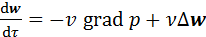 d𝒘/dτ = −v grad p + νΔ𝒘